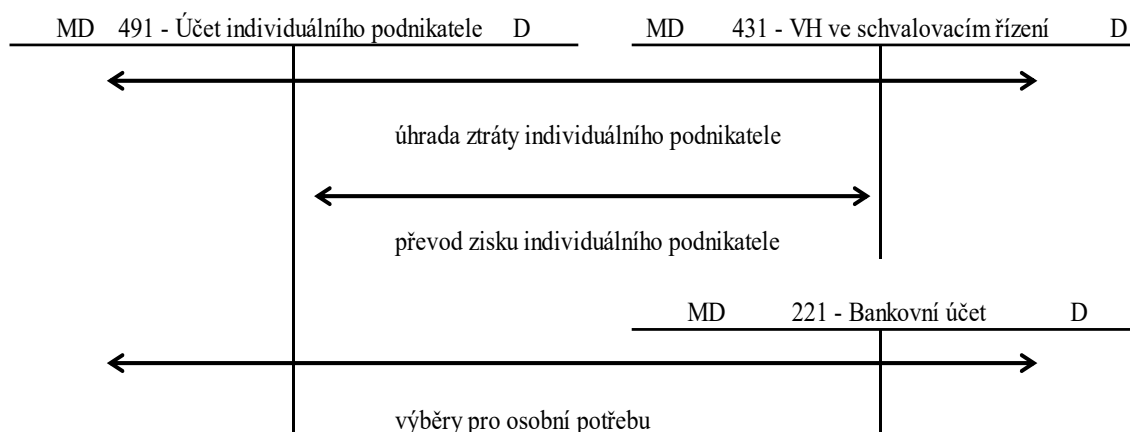 MD 491 - Účet individuálního podnikatele D MD 431 - VH ve schvalovacím řízení D
úhrada ztráty individuálního podnikatele
převod zisku individuálního podnikatele
MD 221 - Bankovní účet D
výběry pro osobní potřebu